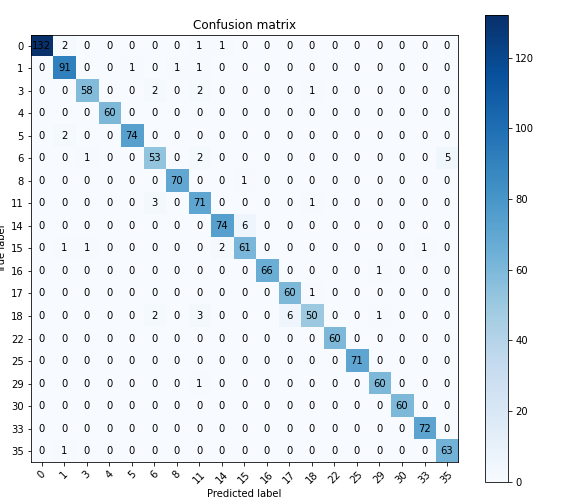 Confusion matrix
0 132 2 0 0 0 0 0 1 1 0 0 0 0 0 0 0 0 0 0
1 0 91 0 0 1 0 1 1 0 0 0 0 0 0 0 0 0 0 0
3 0 0 58 0 0 2 0 2 0 0 0 0 1 0 0 0 0 0 0
4 0 0 0 60 0 0 0 0 0 0 0 0 0 0 0 0 0 0 0
5 0 2 0 0 74 0 0 0 0 0 0 0 0 0 0 0 0 0 0
6 0 0 1 0 0 53 0 2 0 0 0 0 0 0 0 0 0 0 5
8 0 0 0 0 0 0 70 0 0 1 0 0 0 0 0 0 0 0 0
11 0 0 0 0 0 3 0 71 0 0 0 0 1 0 0 0 0 0 0
14 0 0 0 0 0 0 0 0 74 6 0 0 0 0 0 0 0 0 0
15 0 1 1 0 0 0 0 0 2 61 0 0 0 0 0 0 0 1 0
16 0 0 0 0 0 0 0 0 0 0 66 0 0 0 0 1 0 0 0
17 0 0 0 0 0 0 0 0 0 0 0 60 1 0 0 0 0 0 0
18 0 0 0 0 0 2 0 3 0 0 0 6 50 0 0 1 0 0 0
22 0 0 0 0 0 0 0 0 0 0 0 0 0 60 0 0 0 0 0
25 0 0 0 0 0 0 0 0 0 0 0 0 0 0 71 0 0 0 0
29 0 0 0 0 0 0 0 1 0 0 0 0 0 0 0 60 0 0 0
30 0 0 0 0 0 0 0 0 0 0 0 0 0 0 0 0 60 0 0
33 0 0 0 0 0 0 0 0 0 0 0 0 0 0 0 0 0 72 0
35 0 1 0 0 0 0 0 0 0 0 0 0 0 0 0 0 0 0 63
0 1 3 4 5 6 8 11 14 15 16 17 18 22 25 29 30 33 35
Predicted label
120
100
80
60
40
20
0